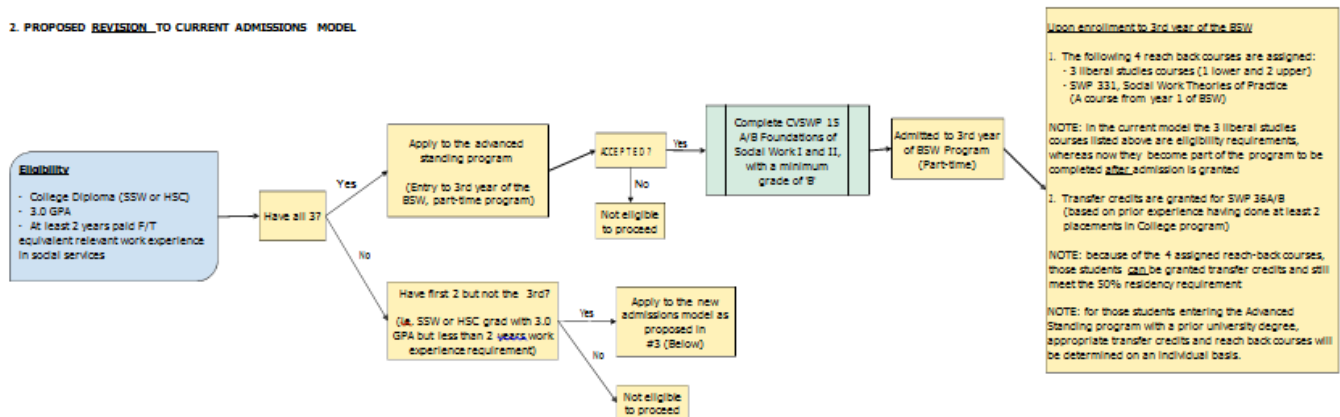 2. PROPOSED REVISION TO CURRENT ADMISSIONS MODEL
Eligibility
- College Diploma (SSW or HSC)
- 3.0 GPA
- At least 2 years paid F/T
equivalent relevant work experience
in social services
Have all 3?
Yes
No
Apply to the advanced
standing program
(Entry to 3rd year of the
BSW, part-time program)
ACCEPTED?
Yes
No
Not eligible
to proceed
Complete CVSWP 15
A/B Foundations of
Social Work I and II,
with a minimum
grade of 'B'
Admitted to 3rd year
of BSW Program
(Part-time)
Have first 2 but not the 3rd?
(i.e, SSW or HSC grad with 3.0
GPA but less than 2 years work
experience requirement)
Yes
No
Apply to the new
admissions model as
proposed in
#3 (Below)
Not eligible
to proceed
Upon enrollment to 3rd year of the BSW
1. The following 4 reach back courses are assigned:
- 3 liberal studies courses (1 lower and 2 upper)
- SWP 331, Social Work Theories of Practice
(A course from year 1 of BSW)
NOTE: in the current model the 3 liberal studies
courses listed above are eligibility requirements,
whereas now they become part of the program to be
completed after admission is granted
2. Transfer credits are granted for SWP 36A/B
(based on prior experience having done at least 2
placements in College program)
NOTE: because of the 4 assigned reach-back courses,
those students can be granted transfer credits and still
meet the 50% residency requirement
NOTE: for those students entering the Advanced
Standing program with a prior university degree,
appropriate transfer credits and reach back courses will
be determined on an individual basis.